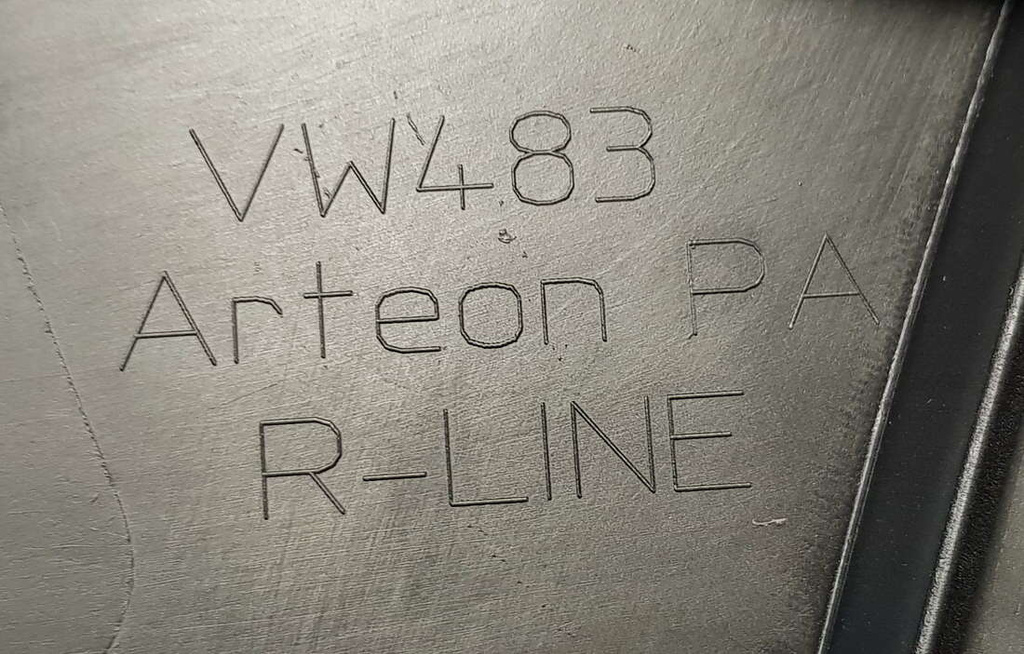 VW483
Arteon PA
R-LINE